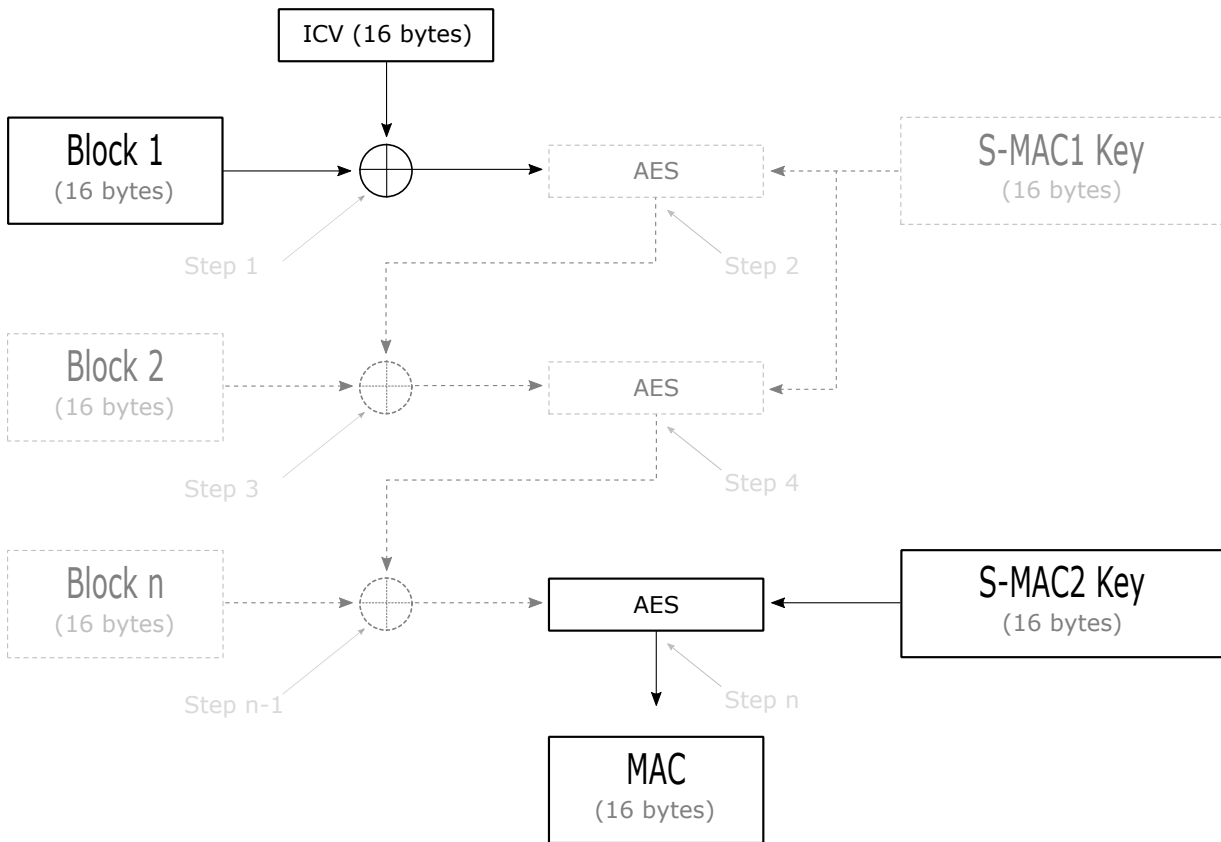 ICV (16 bytes)
Block 1
(16 bytes)
AES
S-MAC1 Key
(16 bytes)
Step 1
Step 2
Block 2
(16 bytes)
AES
Step 3
Step 4
Block n
(16 bytes)
AES
S-MAC2 Key
(16 bytes)
Step n-1
Step n
MAC
(16 bytes)